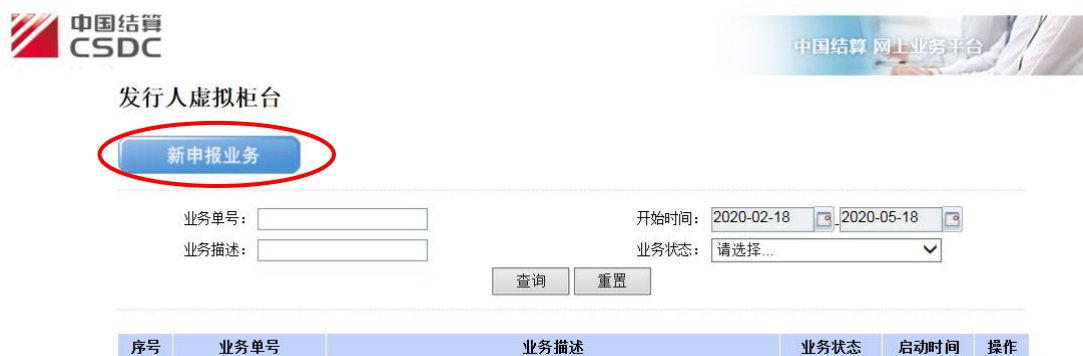 中国结算
CSDC
中国结算 网上业务平台
发行人虚拟柜台
新申报业务
业务单号： 开始时间： 2020-02-18 - 2020-05-18
业务描述： 业务状态： 请选择...
查询 重置
序号 业务单号 业务描述 业务状态 启动时间 操作